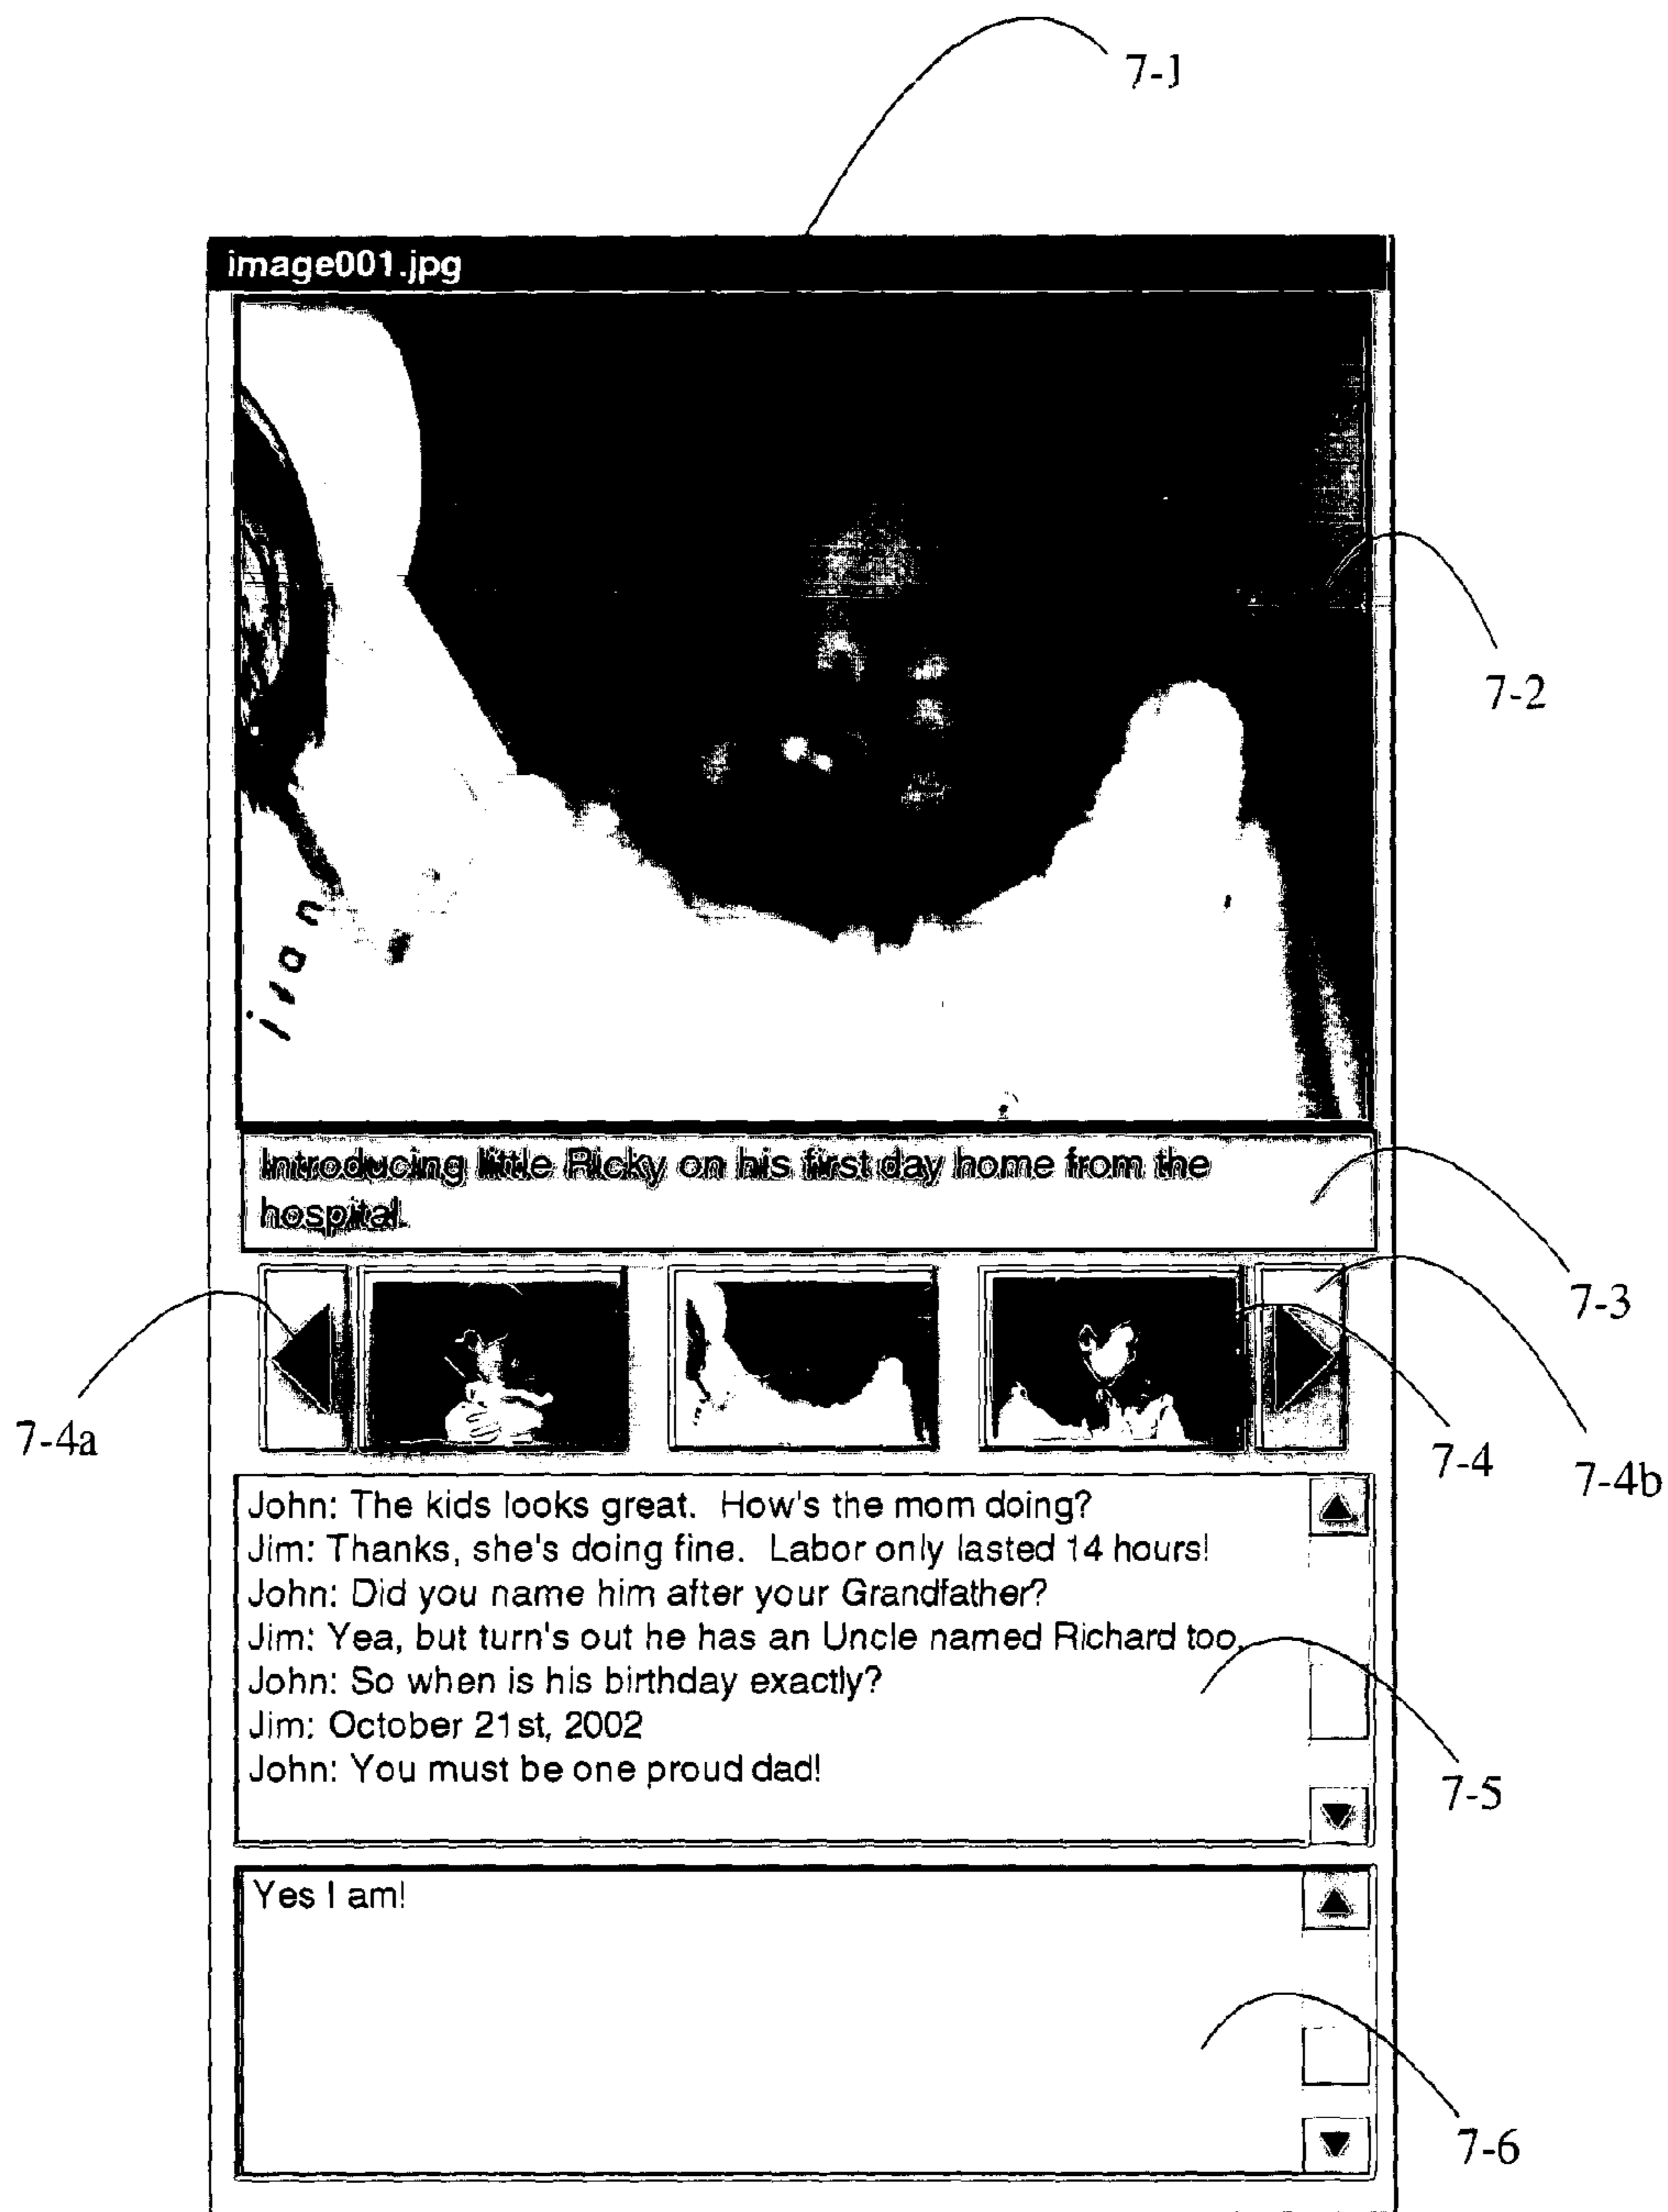 7-1
image001.jpg
7-2
Introducing little Ricky on his first day home from the
hospital.
7-3
7-4a
7-4
7-4b
John: The kids looks great. How's the mom doing?
Jim: Thanks, she's doing fine. Labor only lasted 14 hours!
John: Did you name him after your Grandfather?
Jim: Yea, but turn's out he has an Uncle named Richard too.
John: So when is his birthday exactly?
Jim: October 21st, 2002
John: You must be one proud dad!
7-5
Yes I am!
7-6